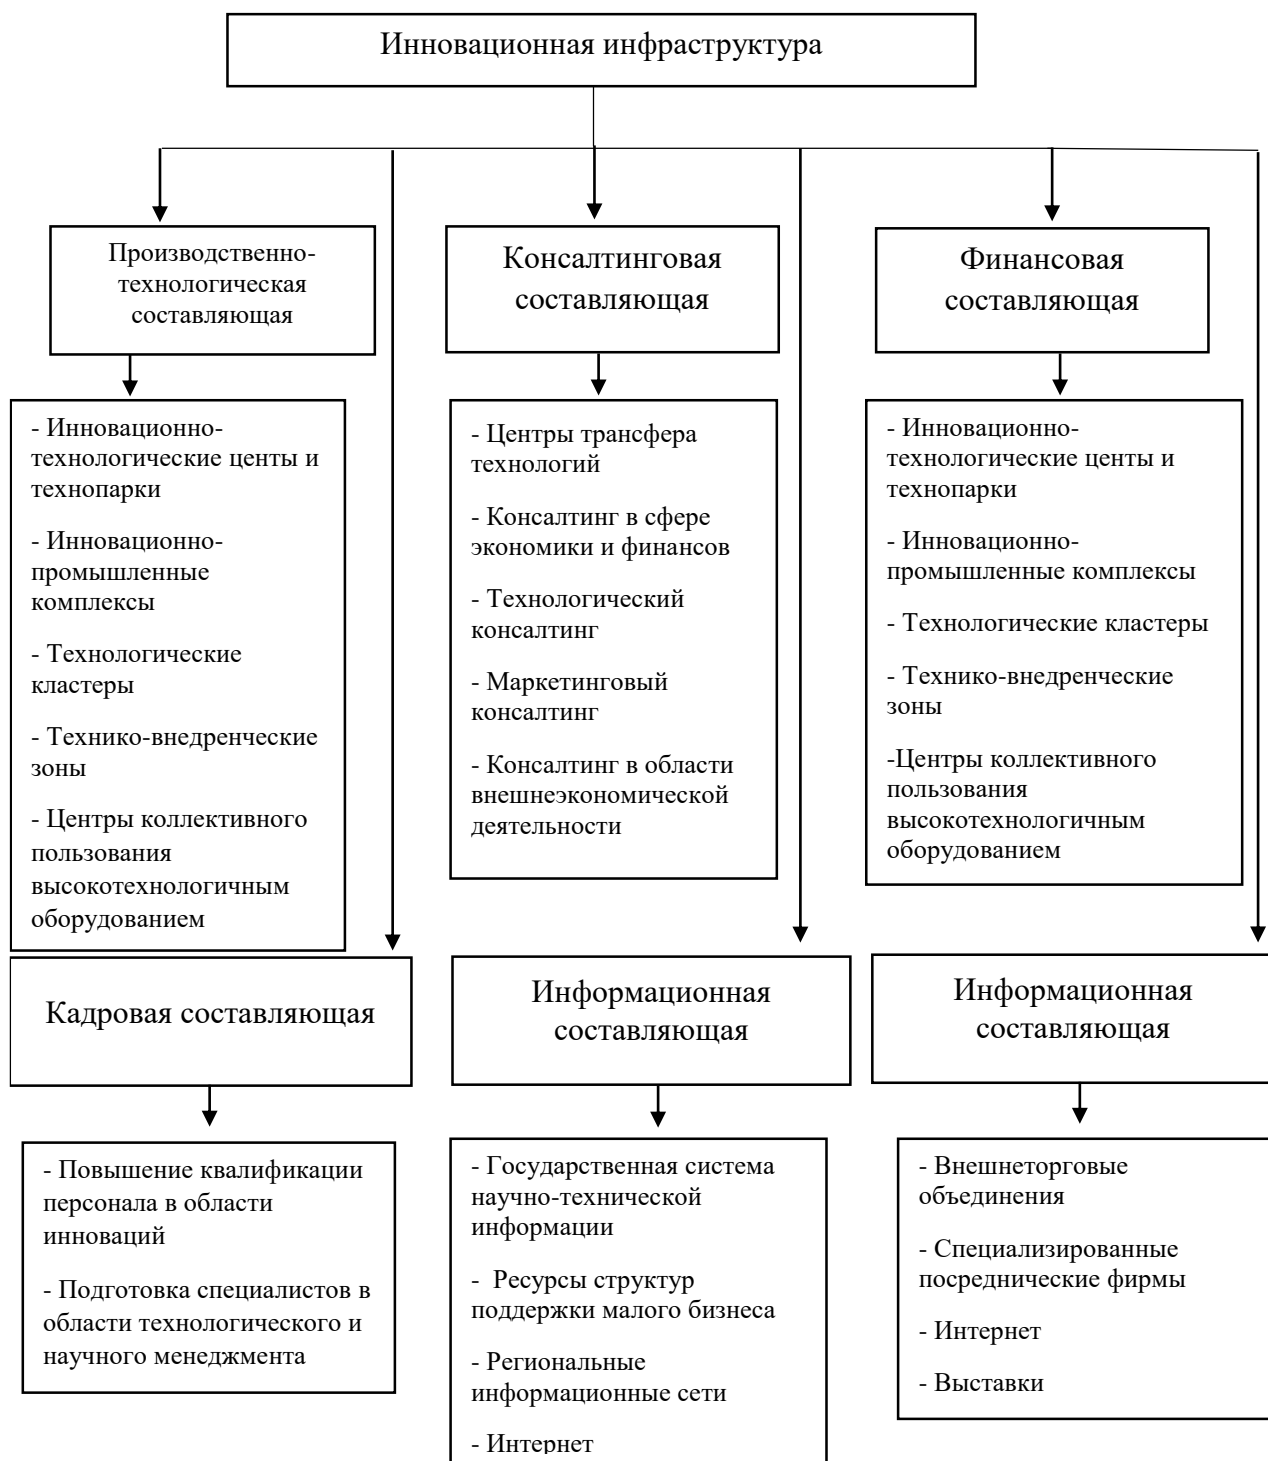 Инновационная инфраструктура
Производственно-
технологическая
составляющая
- Инновационно-
технологические центы и
технопарки
- Инновационно-
промышленные
комплексы
- Технологические
кластеры
- Технико-внедренческие
зоны
- Центры коллективного
пользования
высокотехнологичным
оборудованием
Консалтинговая
составляющая
- Центры трансфера
технологий
- Консалтинг в сфере
экономики и финансов
- Технологический
консалтинг
- Маркетинговый
консалтинг
- Консалтинг в области
внешнеэкономической
деятельности
Финансовая
составляющая
- Инновационно-
технологические центы и
технопарки
- Инновационно-
промышленные комплексы
- Технологические кластеры
- Технико-внедренческие
зоны
-Центры коллективного
пользования
высокотехнологичным
оборудованием
Кадровая составляющая
- Повышение квалификации
персонала в области
инноваций
- Подготовка специалистов в
области технологического и
научного менеджмента
Информационная
составляющая
- Государственная система
научно-технической
информации
- Ресурсы структур
поддержки малого бизнеса
- Региональные
информационные сети
- Интернет
Информационная
составляющая
- Внешнеторговые
объединения
- Специализированные
посреднические фирмы
- Интернет
- Выставки